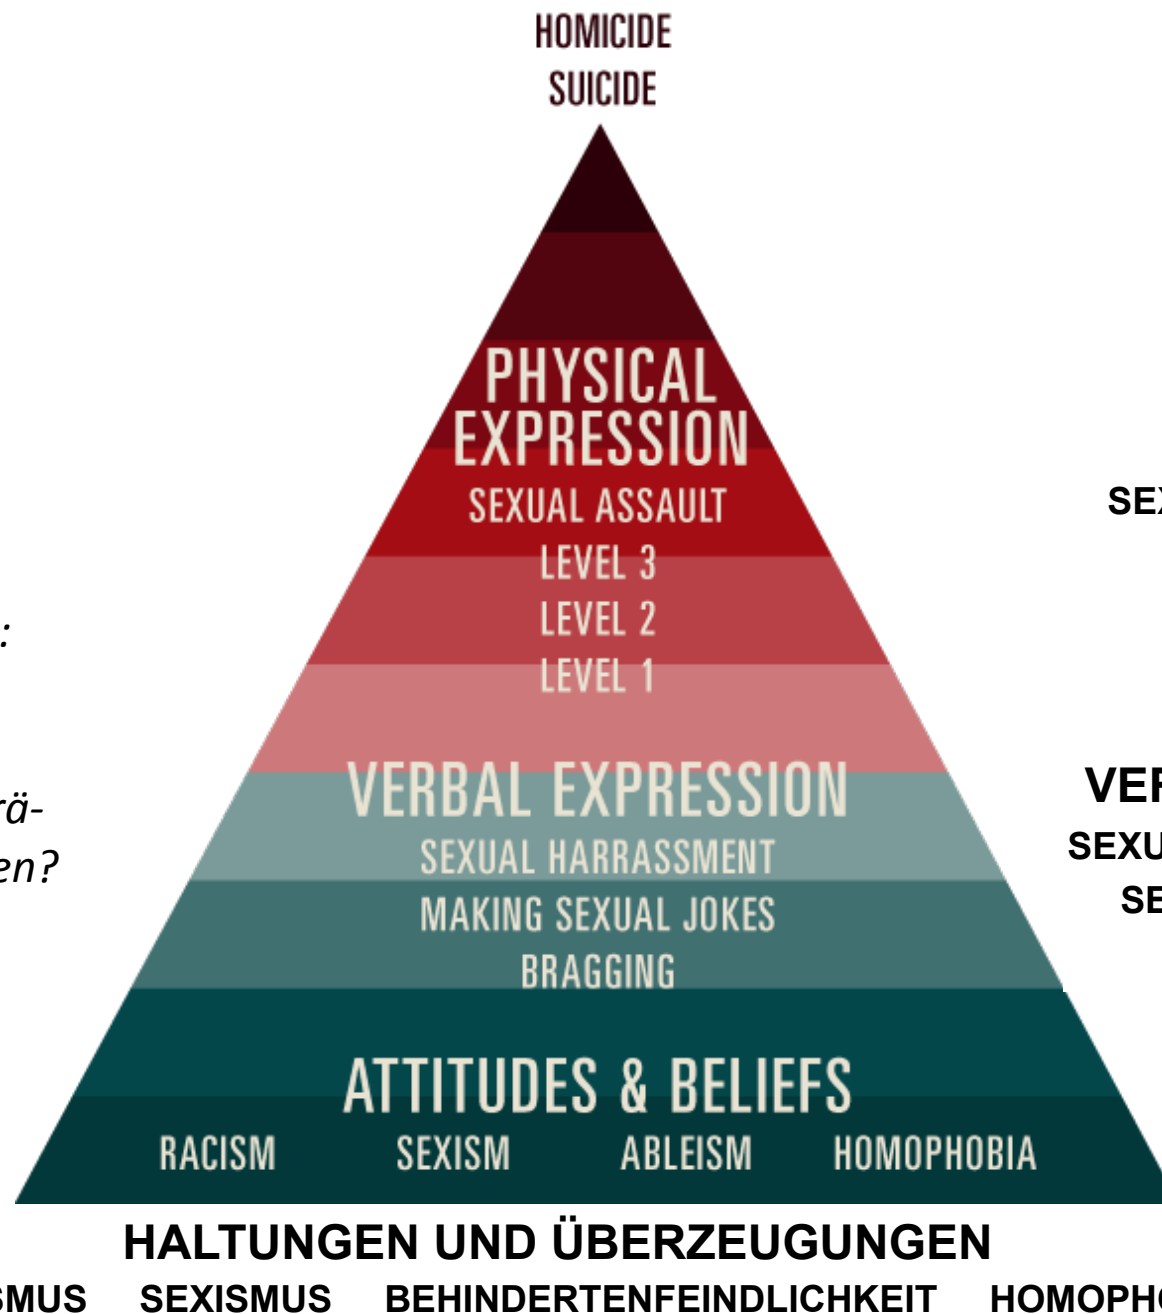 HOMICIDE
SUICIDE
PHYSICAL
EXPRESSION
SEXUAL ASSAULT
LEVEL 3
LEVEL 2
LEVEL 1
VERBAL EXPRESSION
SEXUAL HARRASSMENT
MAKING SEXUAL JOKES
BRAGGING
ATTITUDES & BELIEFS
RACISM SEXISM ABLEISM HOMOPHOBIA
HALTUNGEN UND ÜBERZEUGUNGEN
SEXISMUS BEHINDERTENFEINDLICHKEIT